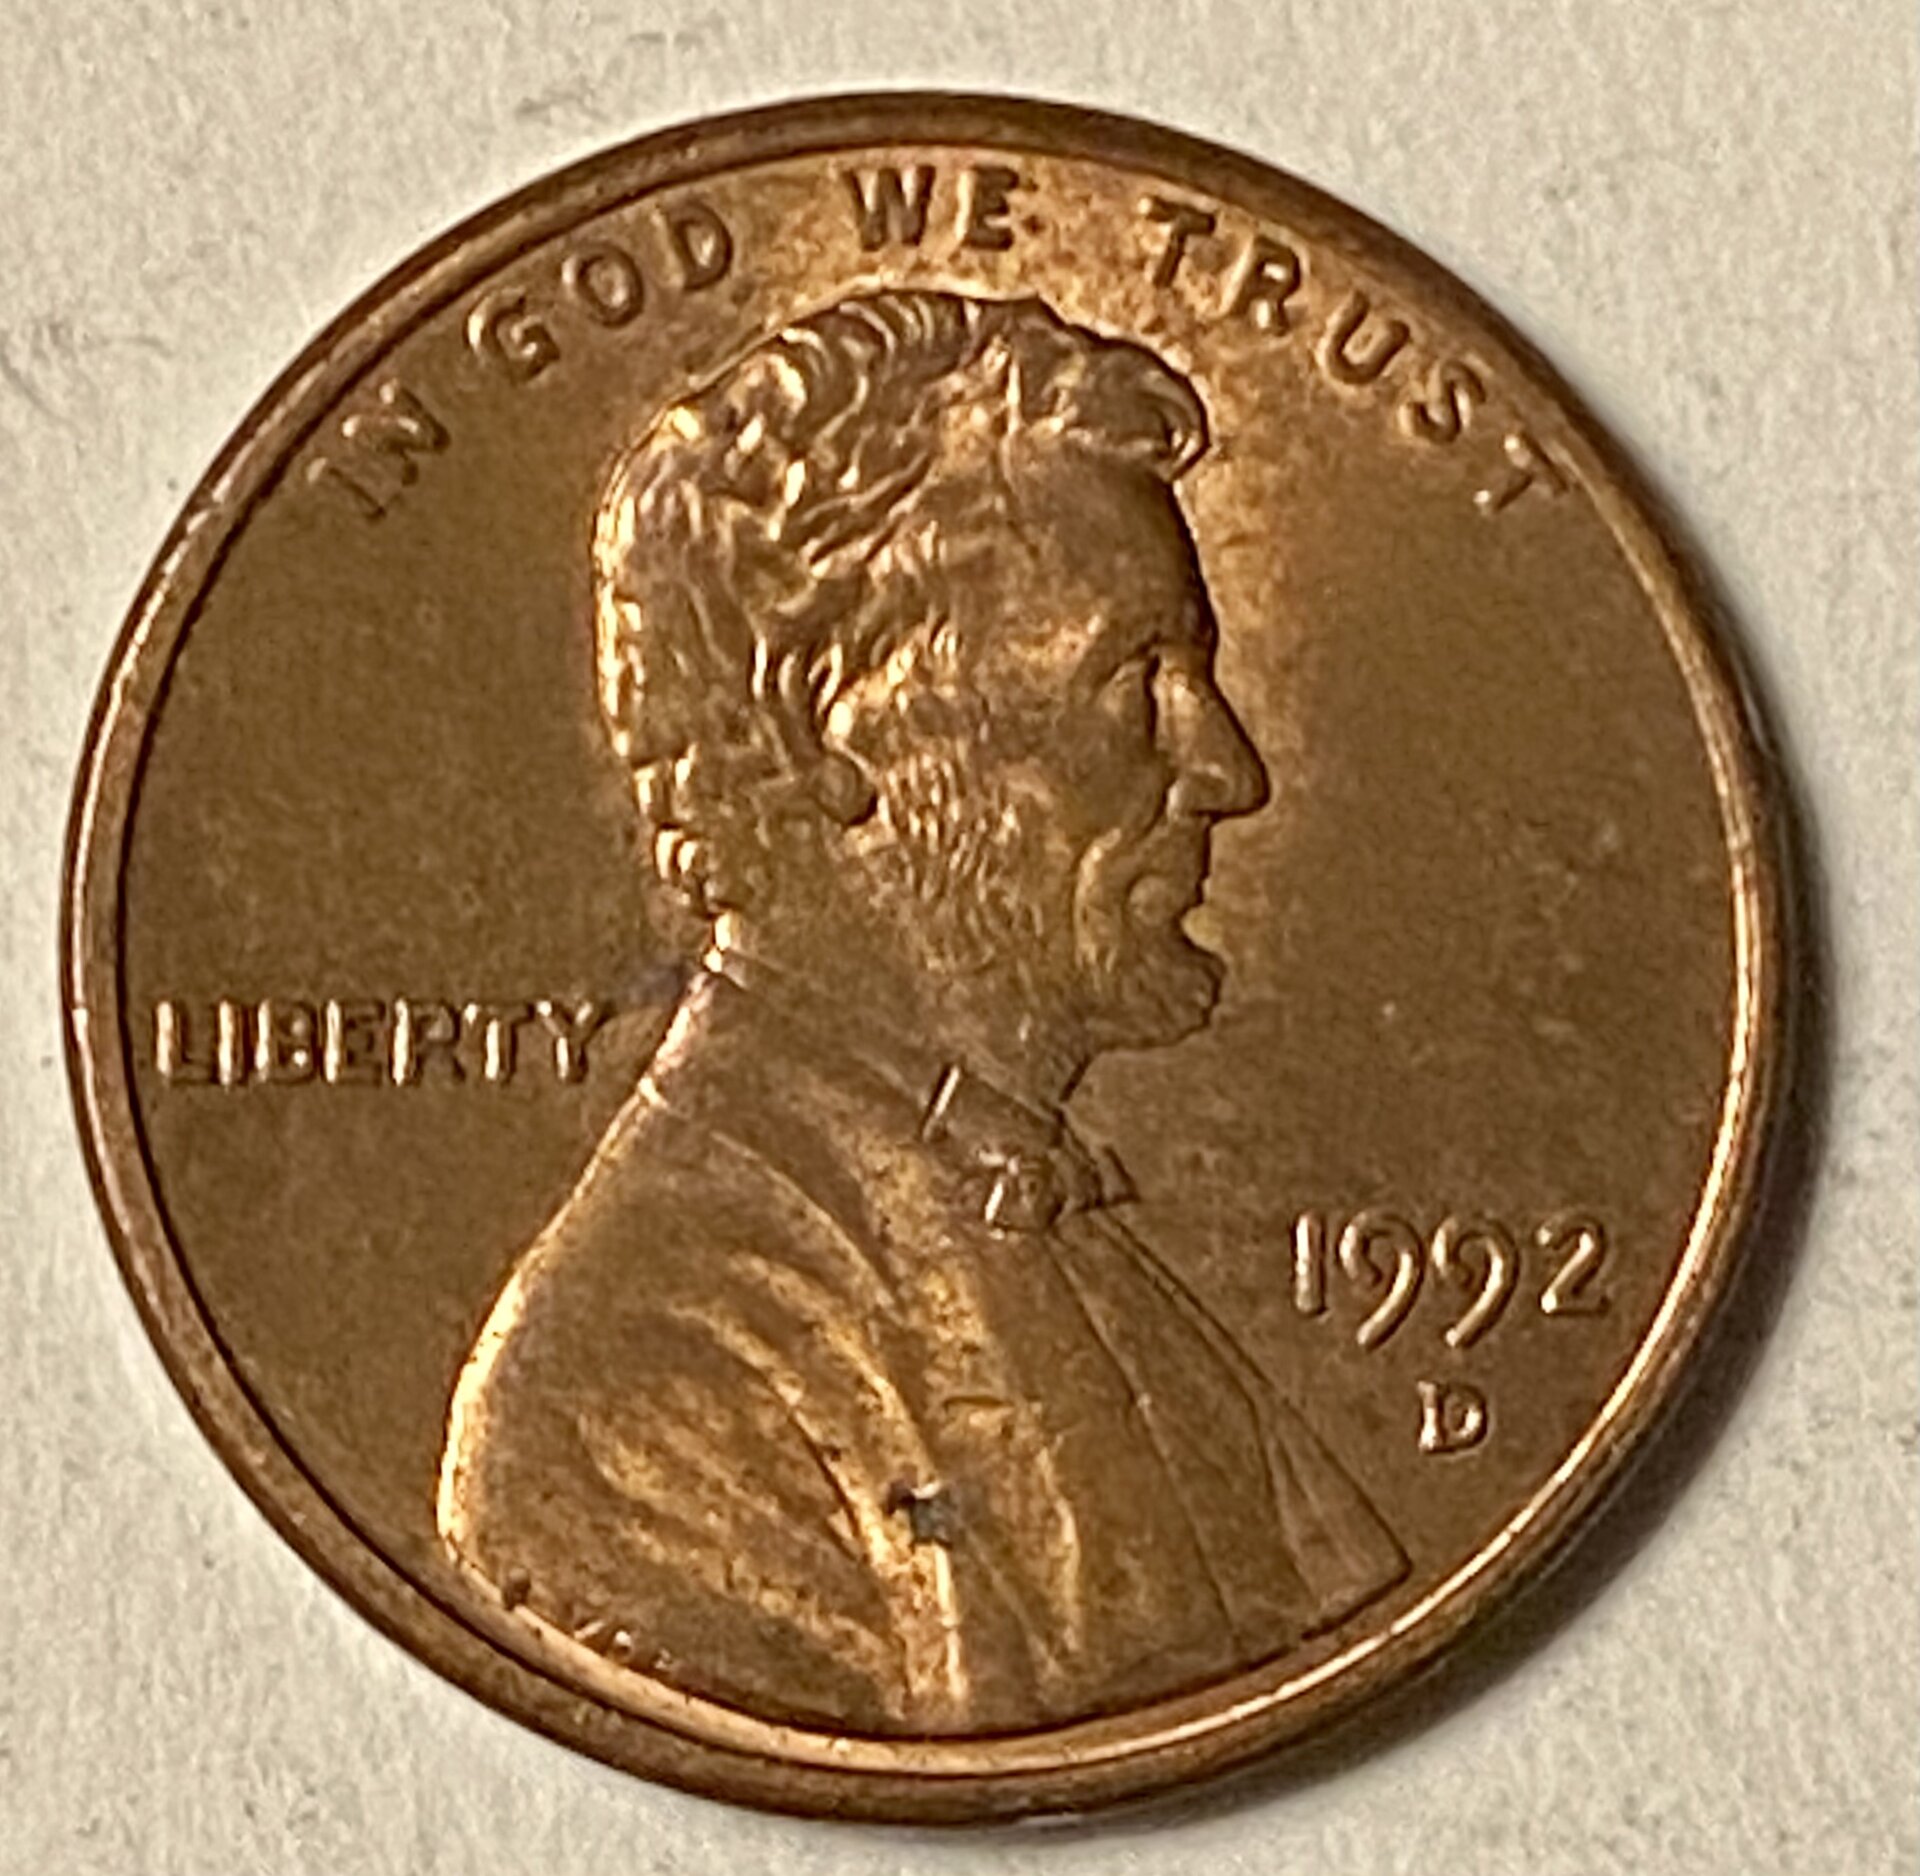 IN GOD WE TRUST
LIBERTY
1992
D